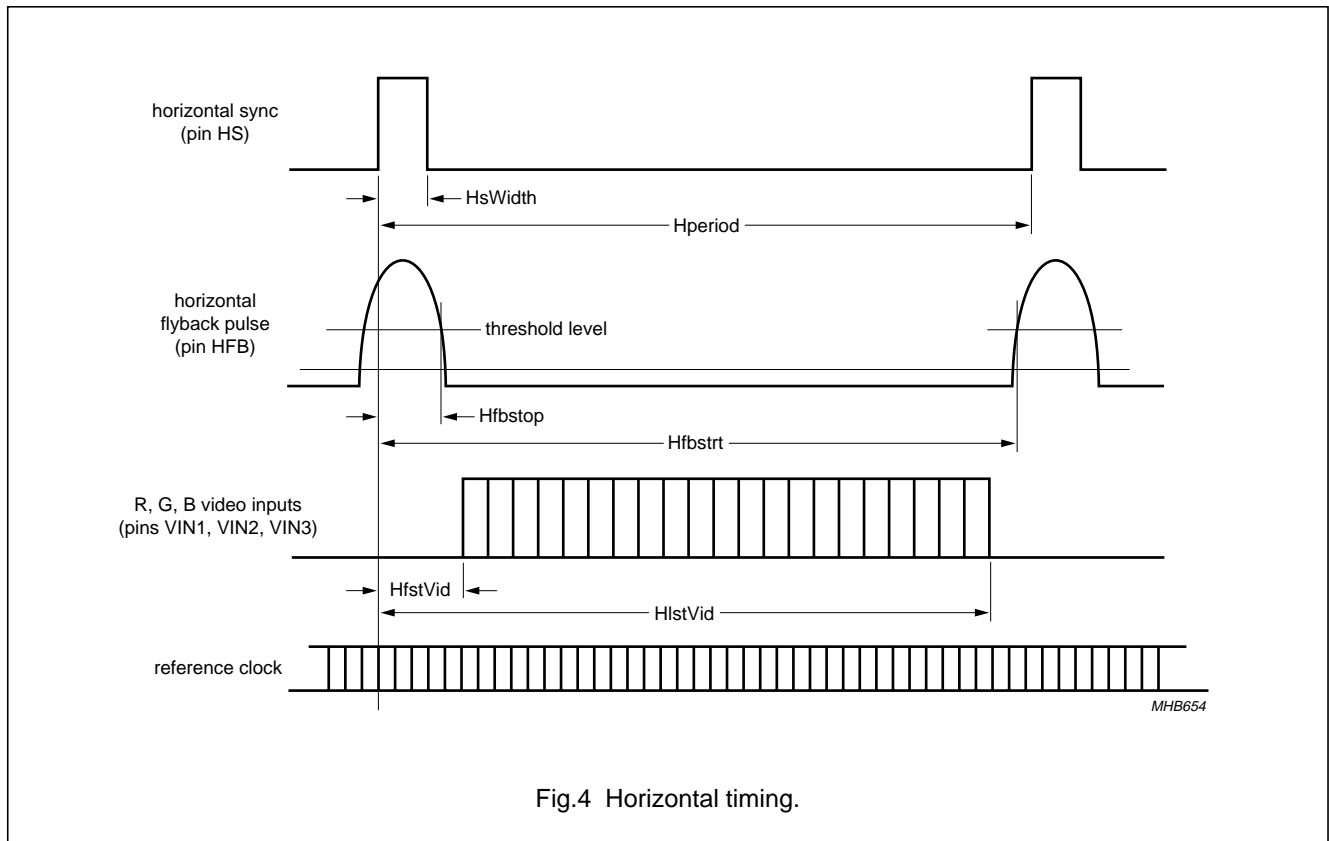 horizontal sync
(pin HS)
HsWidth
Hperiod
horizontal
flyback pulse
(pin HFB)
threshold level
Hfbstop
Hfbstrt
R, G, B video inputs
(pins VIN1, VIN2, VIN3)
HfstVid
HlstVid
reference clock
MHB654
Fig.4 Horizontal timing.